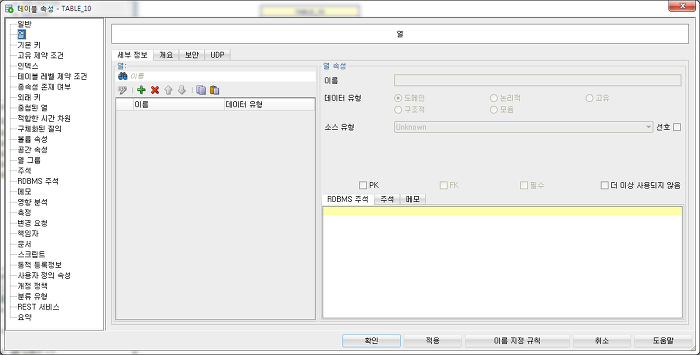 테이블 속성 - TABLE_10
TABLE_10
일반
열
기본 키
고유 제약 조건
인덱스
테이블 레벨 제약 조건
종속성 존재 여부
외래 키
중첩된 열
적합한 시간 차원
구체화된 질의
볼륨 속성
공간 속성
열 그룹
주석
RDBMS 주석
메모
영향 분석
측정
변경 요청
책임자
문서
스크립트
동적 등록정보
사용자 정의 속성
개정 정책
분류 유형
REST 서비스
요약
열
세부 정보 개요 보안 UDP
열:
이름
이름 데이터 유형
열 속성
이름
데이터 유형 도메인 논리적 고유
구조적 모음
소스 유형 Unknown 선호
PK FK 필수 더 이상 사용되지 않음
RDBMS 주석 주석 메모
확인 적용 이름 지정 규칙 취소 도움말